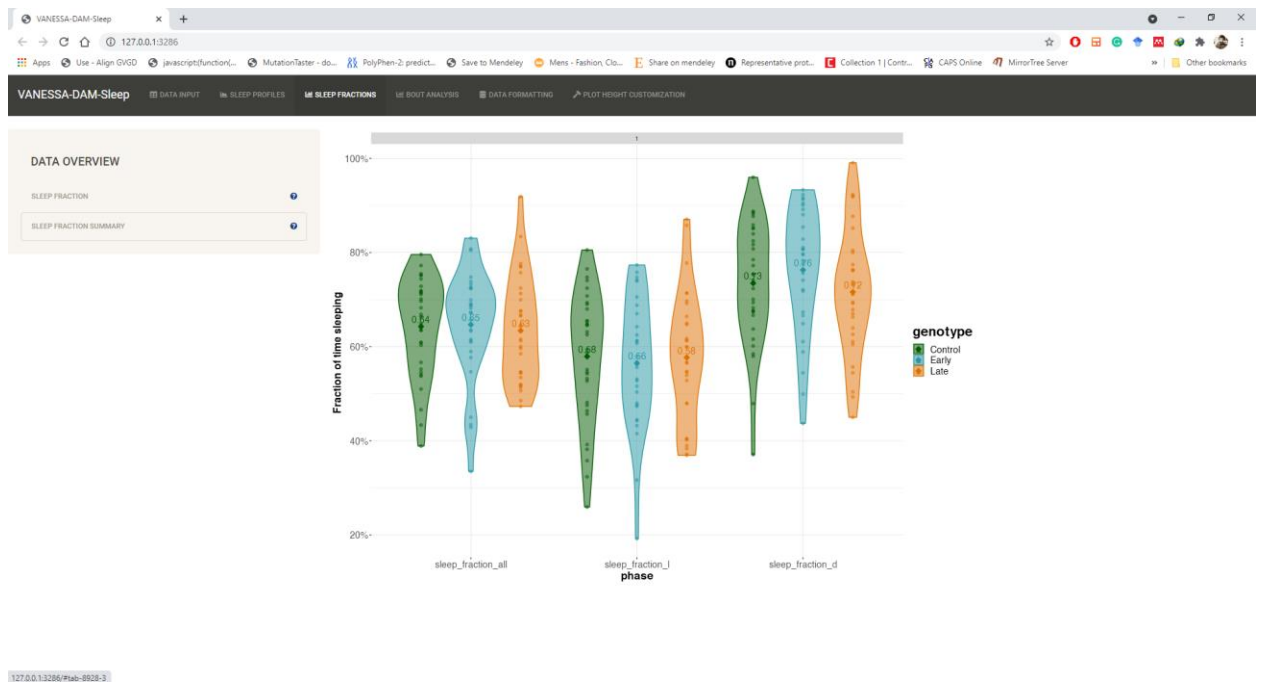 VANESSA-DAM-Sleep
127.0.0.1:3286
Apps Use - Align GVGD javascript:(function(... MutationTaster - do... PolyPhen-2: predict... Save to Mendeley Mens - Fashion, Clo... Share on mendeley Representative prot... Collection 1 | Contr... CAPS Online MirrorTree Server » Other bookmarks
VANESSA-DAM-Sleep DATA INPUT SLEEP PROFILES SLEEP FRACTIONS BOUT ANALYSIS DATA FORMATTING PLOT HEIGHT CUSTOMIZATION
DATA OVERVIEW
SLEEP FRACTION
SLEEP FRACTION SUMMARY
1
100%
80%
60%
40%
20%
Fraction of time sleeping
0.64 0.65 0.63 0.66 0.73 0.76 0.72
sleep_fraction_all sleep_fraction_l sleep_fraction_d
phase
genotype
Control
Early
Late
127.0.0.1:3286/#tab-8928-3